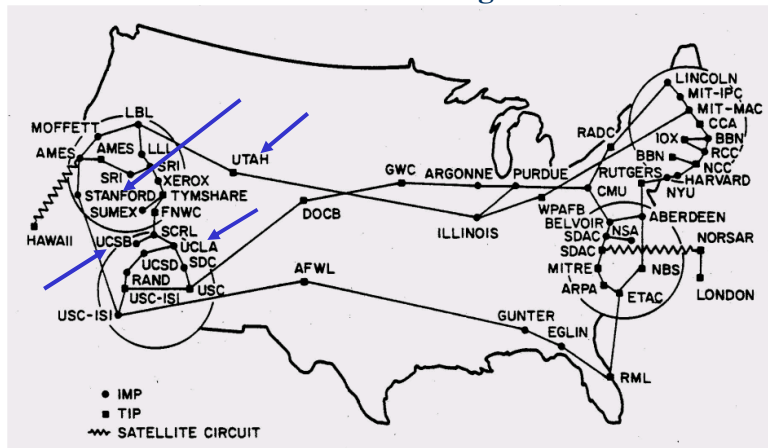 LINCOLN
MIT-IPC
MIT-MAC
CCA
BBN
RCC
NCC
HARVARD
NYU
IOX
BBN
RUTGERS
RADC
LBL
MOFFETT
AMES
AMES
LLL
SRI
SRI
XEROX
STANFORD
TYMSHARE
SUMEX
FNWC
HAWAII
UTAH
GWC
ARGONNE
PURDUE
CMU
WPAFB
DOCB
ILLINOIS
BELVOIR
ABERDEEN
SCRL
UCSB
UCLA
UCSD
SDC
RAND
USC-ISI
USC
USC-ISI
AFWL
NSA
SDAC
SDAC
NORSAR
MITRE
NBS
ARPA
ETAC
LONDON
GUNTER
EGLIN
RML
IMP
TIP
SATELLITE CIRCUIT